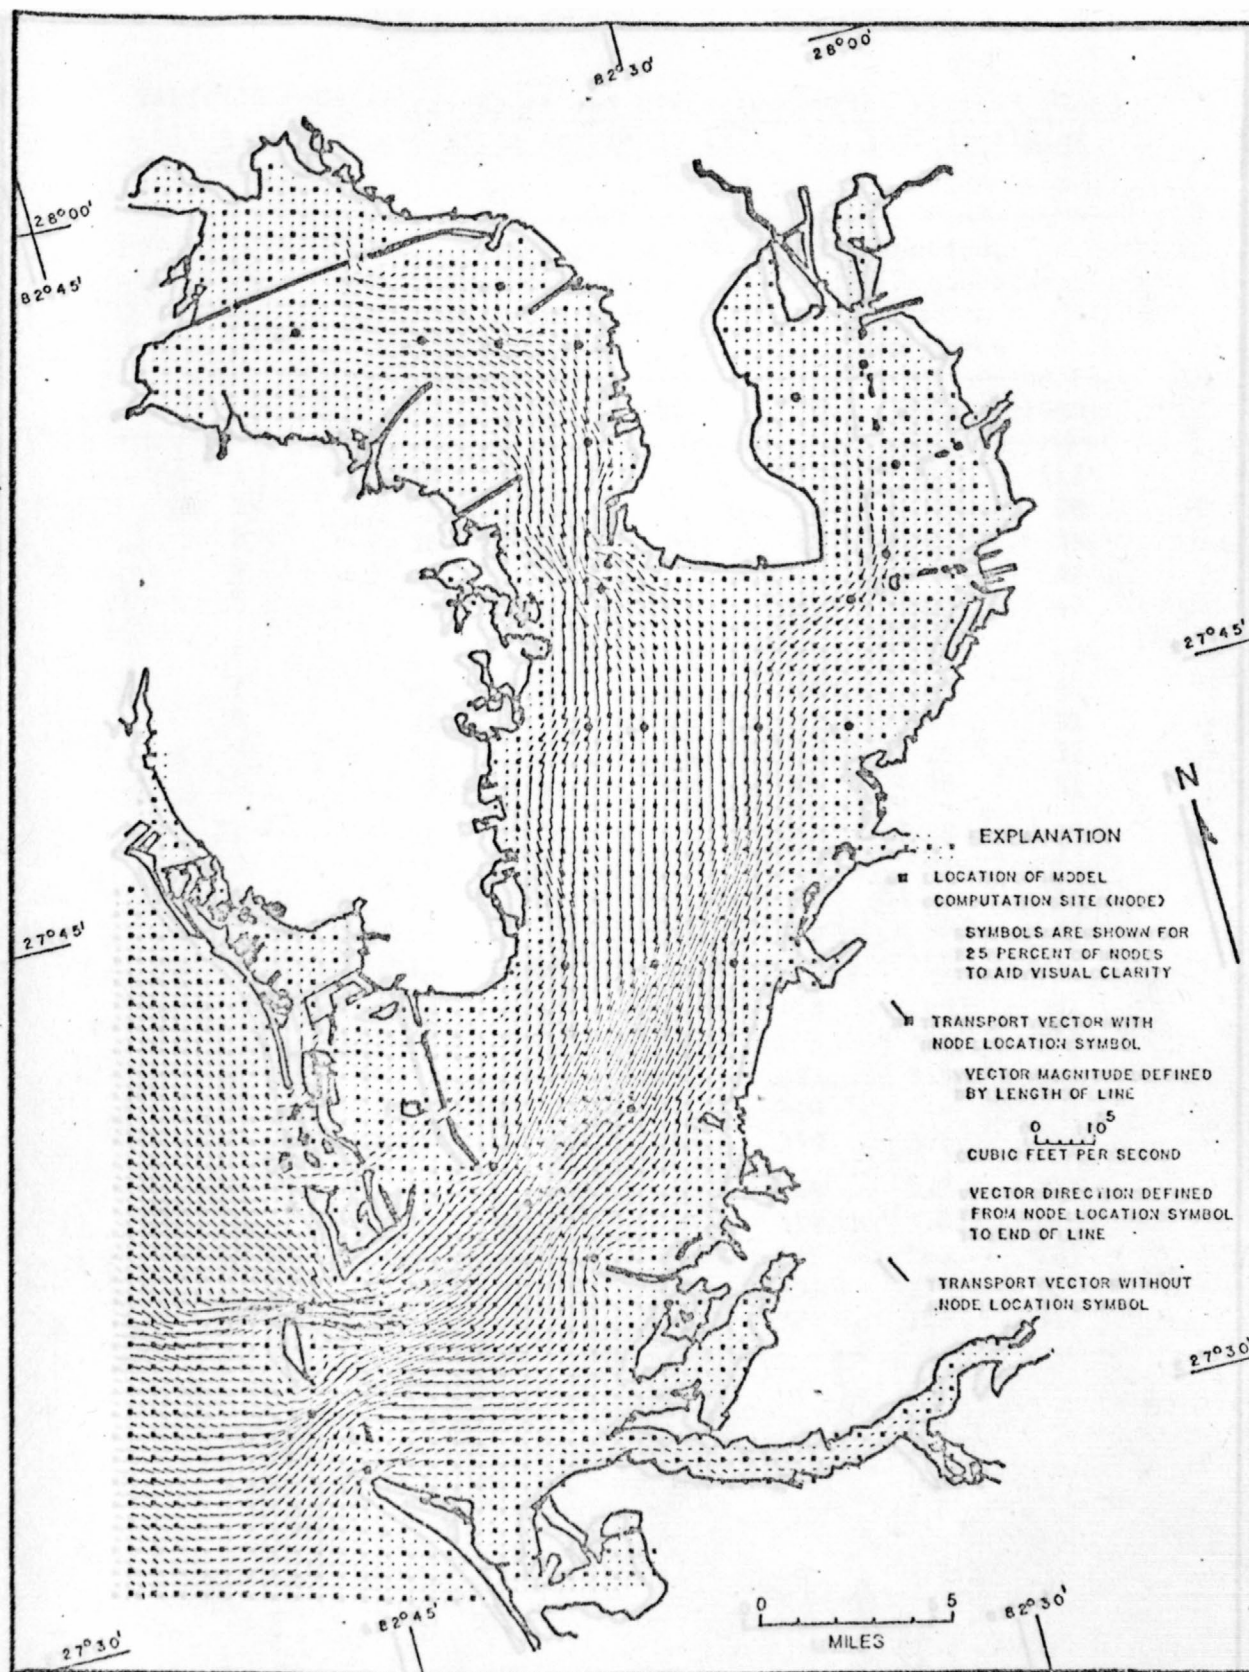 82°30'
28°00'
28°00'
82°45'
27°45'
N
EXPLANATION
LOCATION OF MODEL
COMPUTATION SITE (NODE)
SYMBOLS ARE SHOWN FOR
25 PERCENT OF NODES
TO AID VISUAL CLARITY
27°45'
TRANSPORT VECTOR WITH
NODE LOCATION SYMBOL
VECTOR MAGNITUDE DEFINED
BY LENGTH OF LINE
0 10⁵
CUBIC FEET PER SECOND
VECTOR DIRECTION DEFINED
FROM NODE LOCATION SYMBOL
TO END OF LINE
TRANSPORT VECTOR WITHOUT
NODE LOCATION SYMBOL
27°30'
0 5
MILES
82°30'
82°45'
27°30'